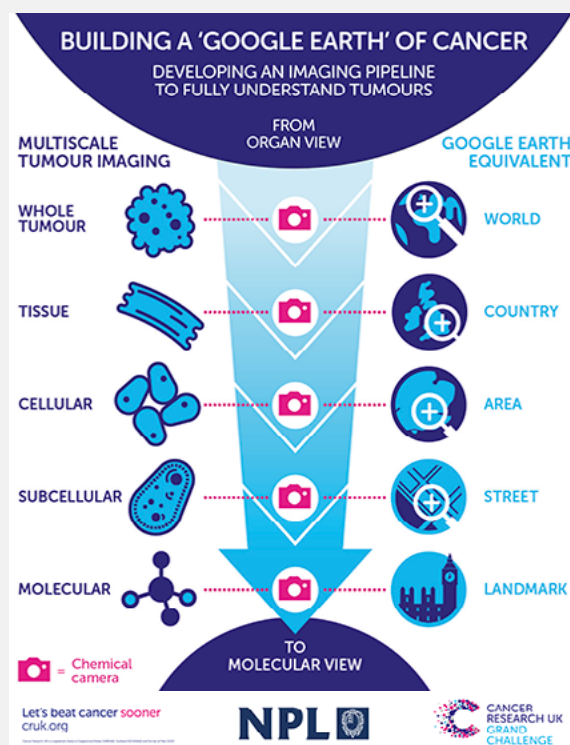 BUILDING A 'GOOGLE EARTH' OF CANCER
DEVELOPING AN IMAGING PIPELINE
TO FULLY UNDERSTAND TUMOURS
FROM
ORGAN VIEW
MULTISCALE
TUMOUR IMAGING
GOOGLE EARTH
EQUIVALENT
WHOLE
TUMOUR
WORLD
TISSUE
COUNTRY
CELLULAR
AREA
SUBCELLULAR
STREET
MOLECULAR
LANDMARK
TO
MOLECULAR VIEW
= Chemical
camera
Let's beat cancer sooner
cruk.org
NPL
CANCER
RESEARCH UK
GRAND
CHALLENGE